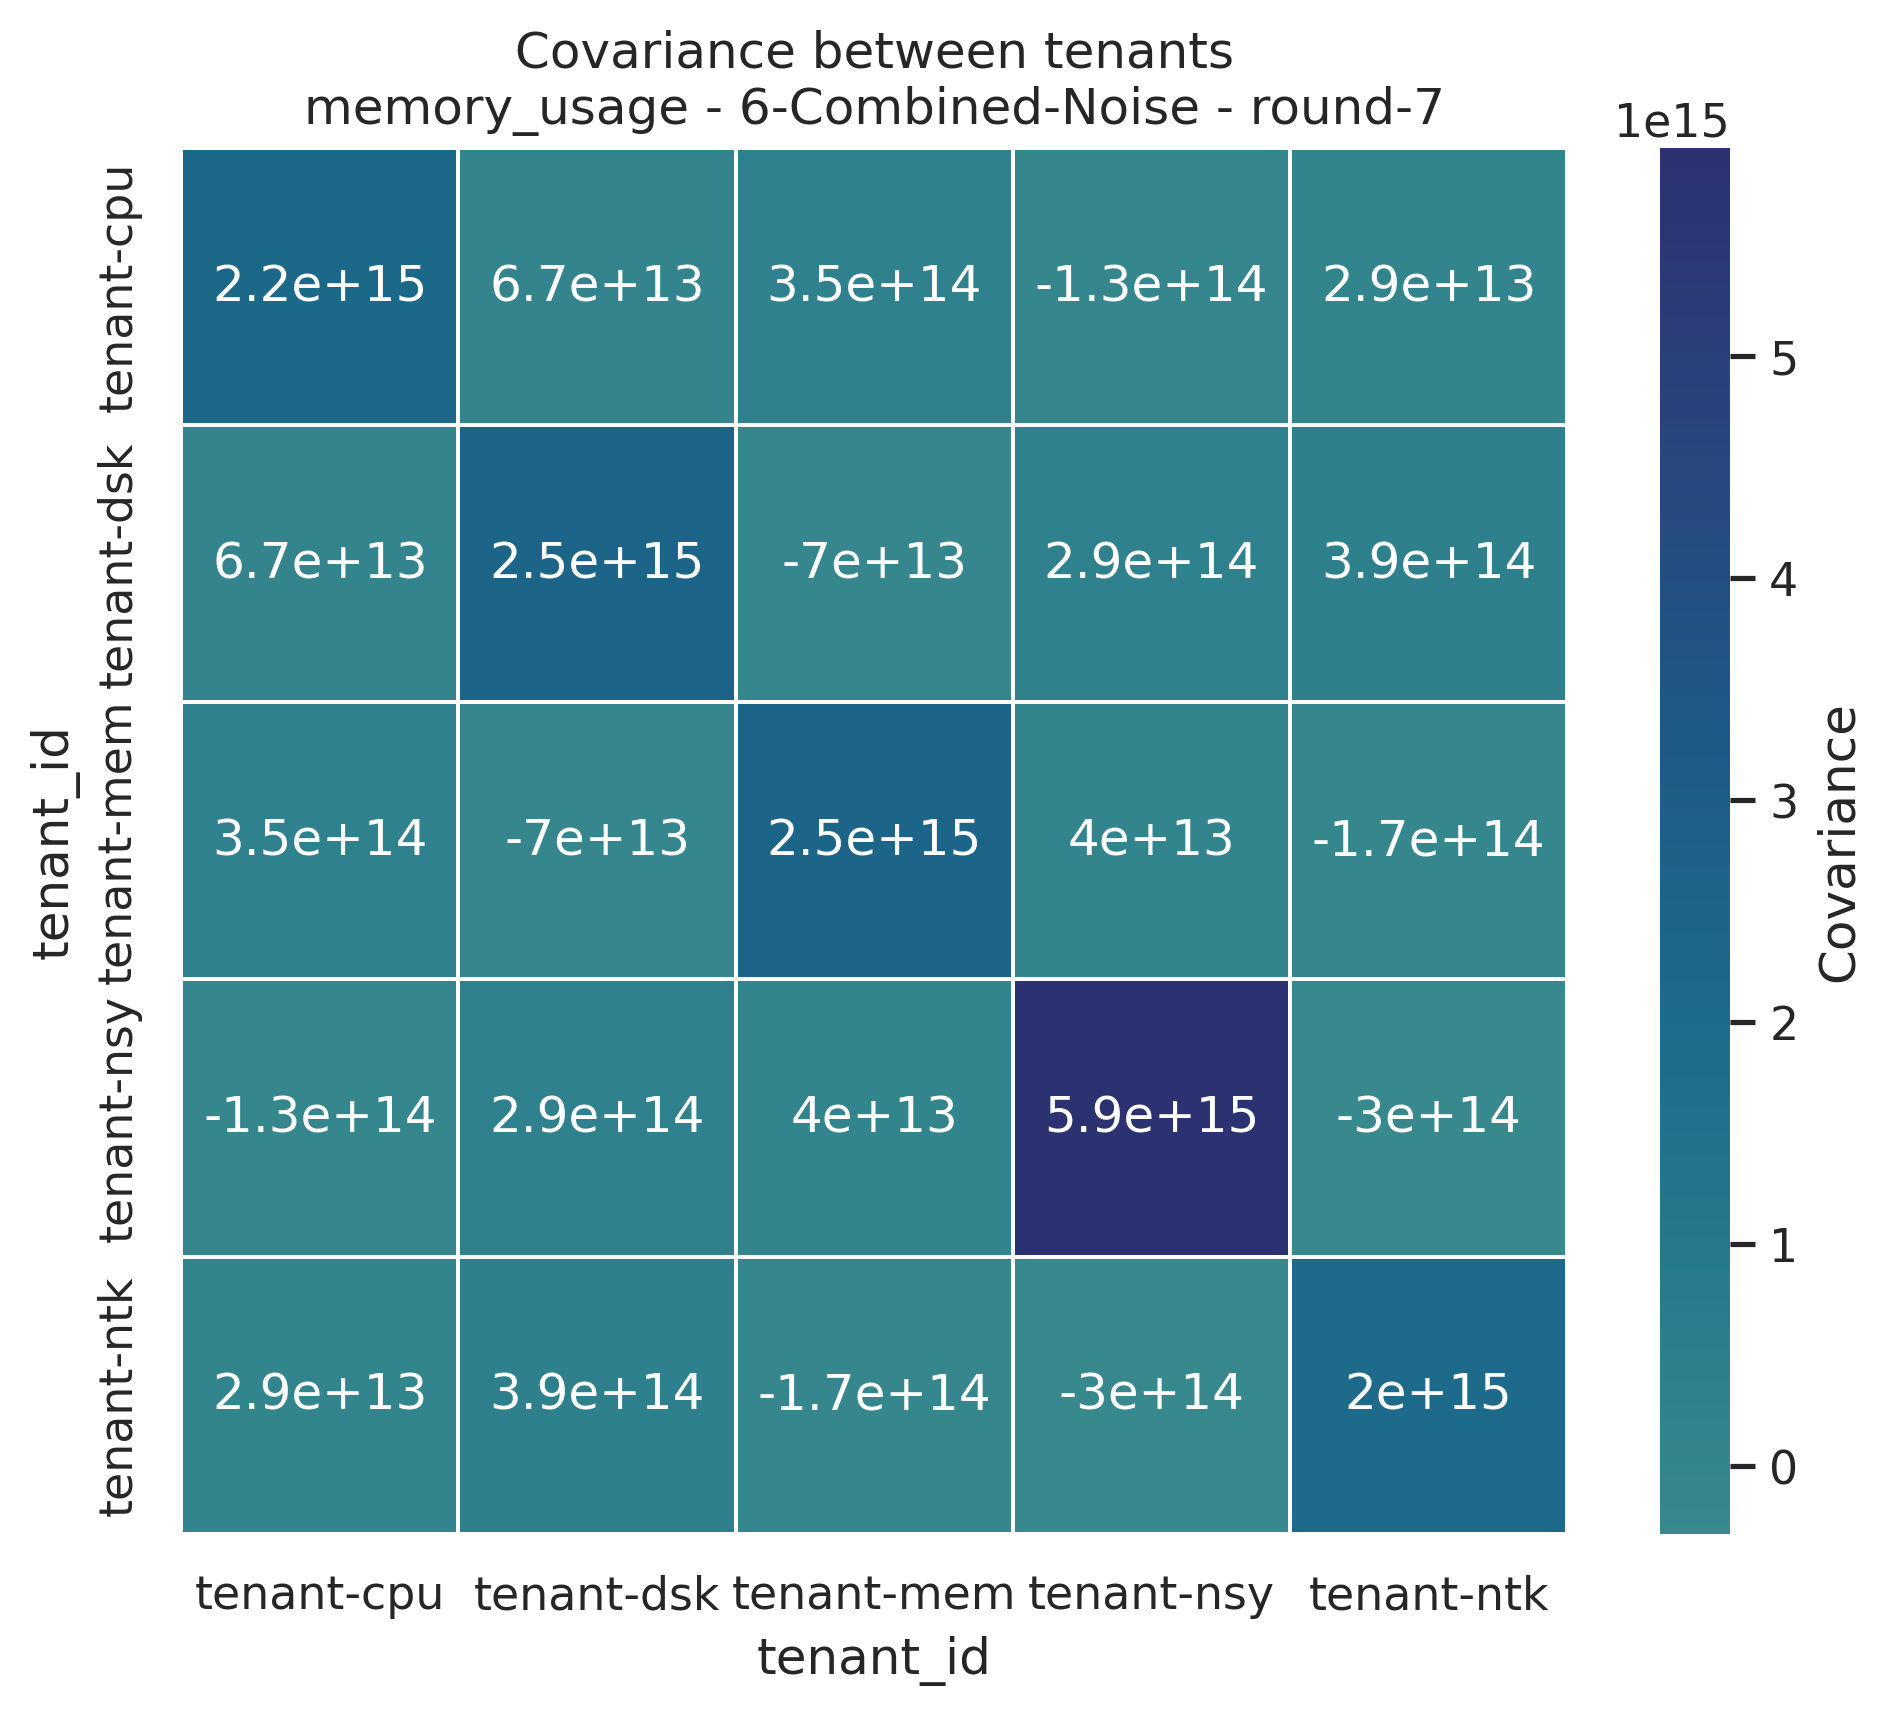 Covariance between tenants
memory_usage - 6-Combined-Noise - round-7
1e15
tenant-cpu
2.2e+15 6.7e+13 3.5e+14 -1.3e+14 2.9e+13
tenant-dsk
6.7e+13 2.5e+15 -7e+13 2.9e+14 3.9e+14
tenant-mem
3.5e+14 -7e+13 2.5e+15 4e+13 -1.7e+14
tenant-nsy
-1.3e+14 2.9e+14 4e+13 5.9e+15 -3e+14
tenant-ntk
2.9e+13 3.9e+14 -1.7e+14 -3e+14 2e+15
tenant_id
tenant-cpu tenant-dsk tenant-mem tenant-nsy tenant-ntk
tenant_id
5
4
3
2
1
0
Covariance